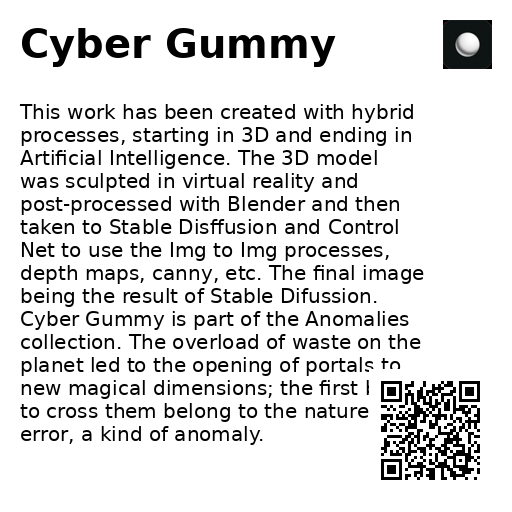 Cyber Gummy
This work has been created with hybrid
processes, starting in 3D and ending in
Artificial Intelligence. The 3D model
was sculpted in virtual reality and
post-processed with Blender and then
taken to Stable Disffusion and Control
Net to use the Img to Img processes,
depth maps, canny, etc. The final image
being the result of Stable Difussion.
Cyber Gummy is part of the Anomalies
collection. The overload of waste on the
planet led to the opening of portals to
new magical dimensions; the first
to cross them belong to the nature
error, a kind of anomaly.